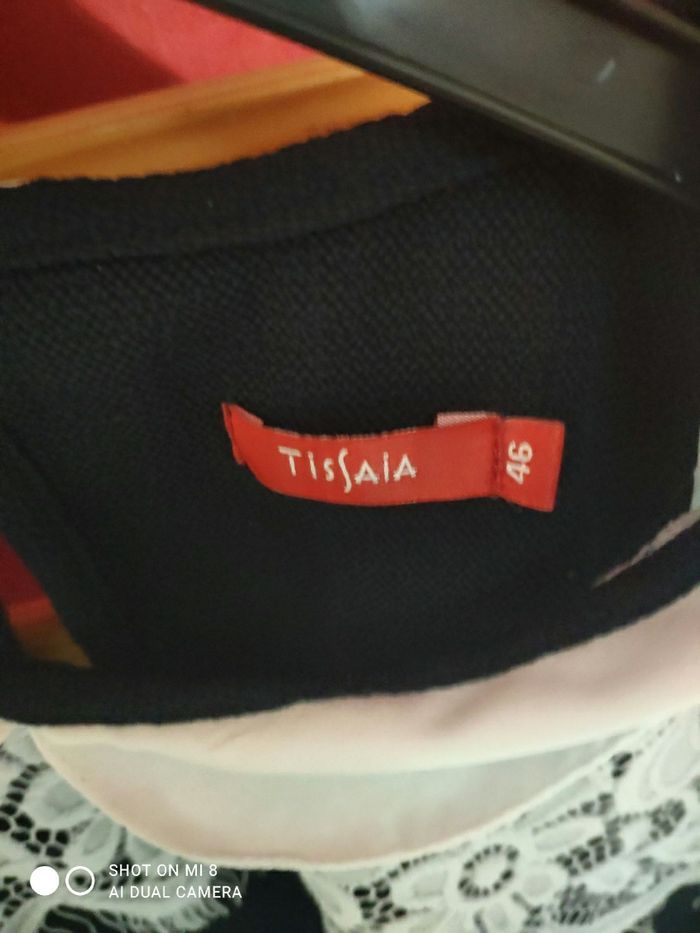 TISSAIA
46
SHOT ON MI 8
AI DUAL CAMERA